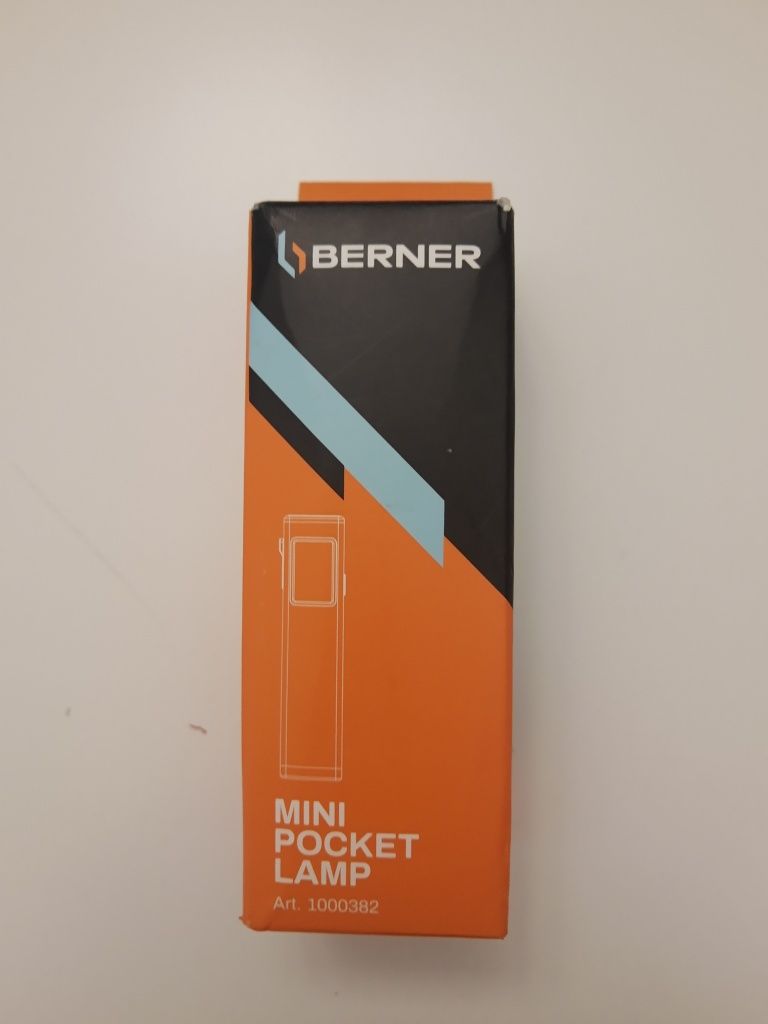 BERNER
MINI
POCKET
LAMP
Art. 1000382